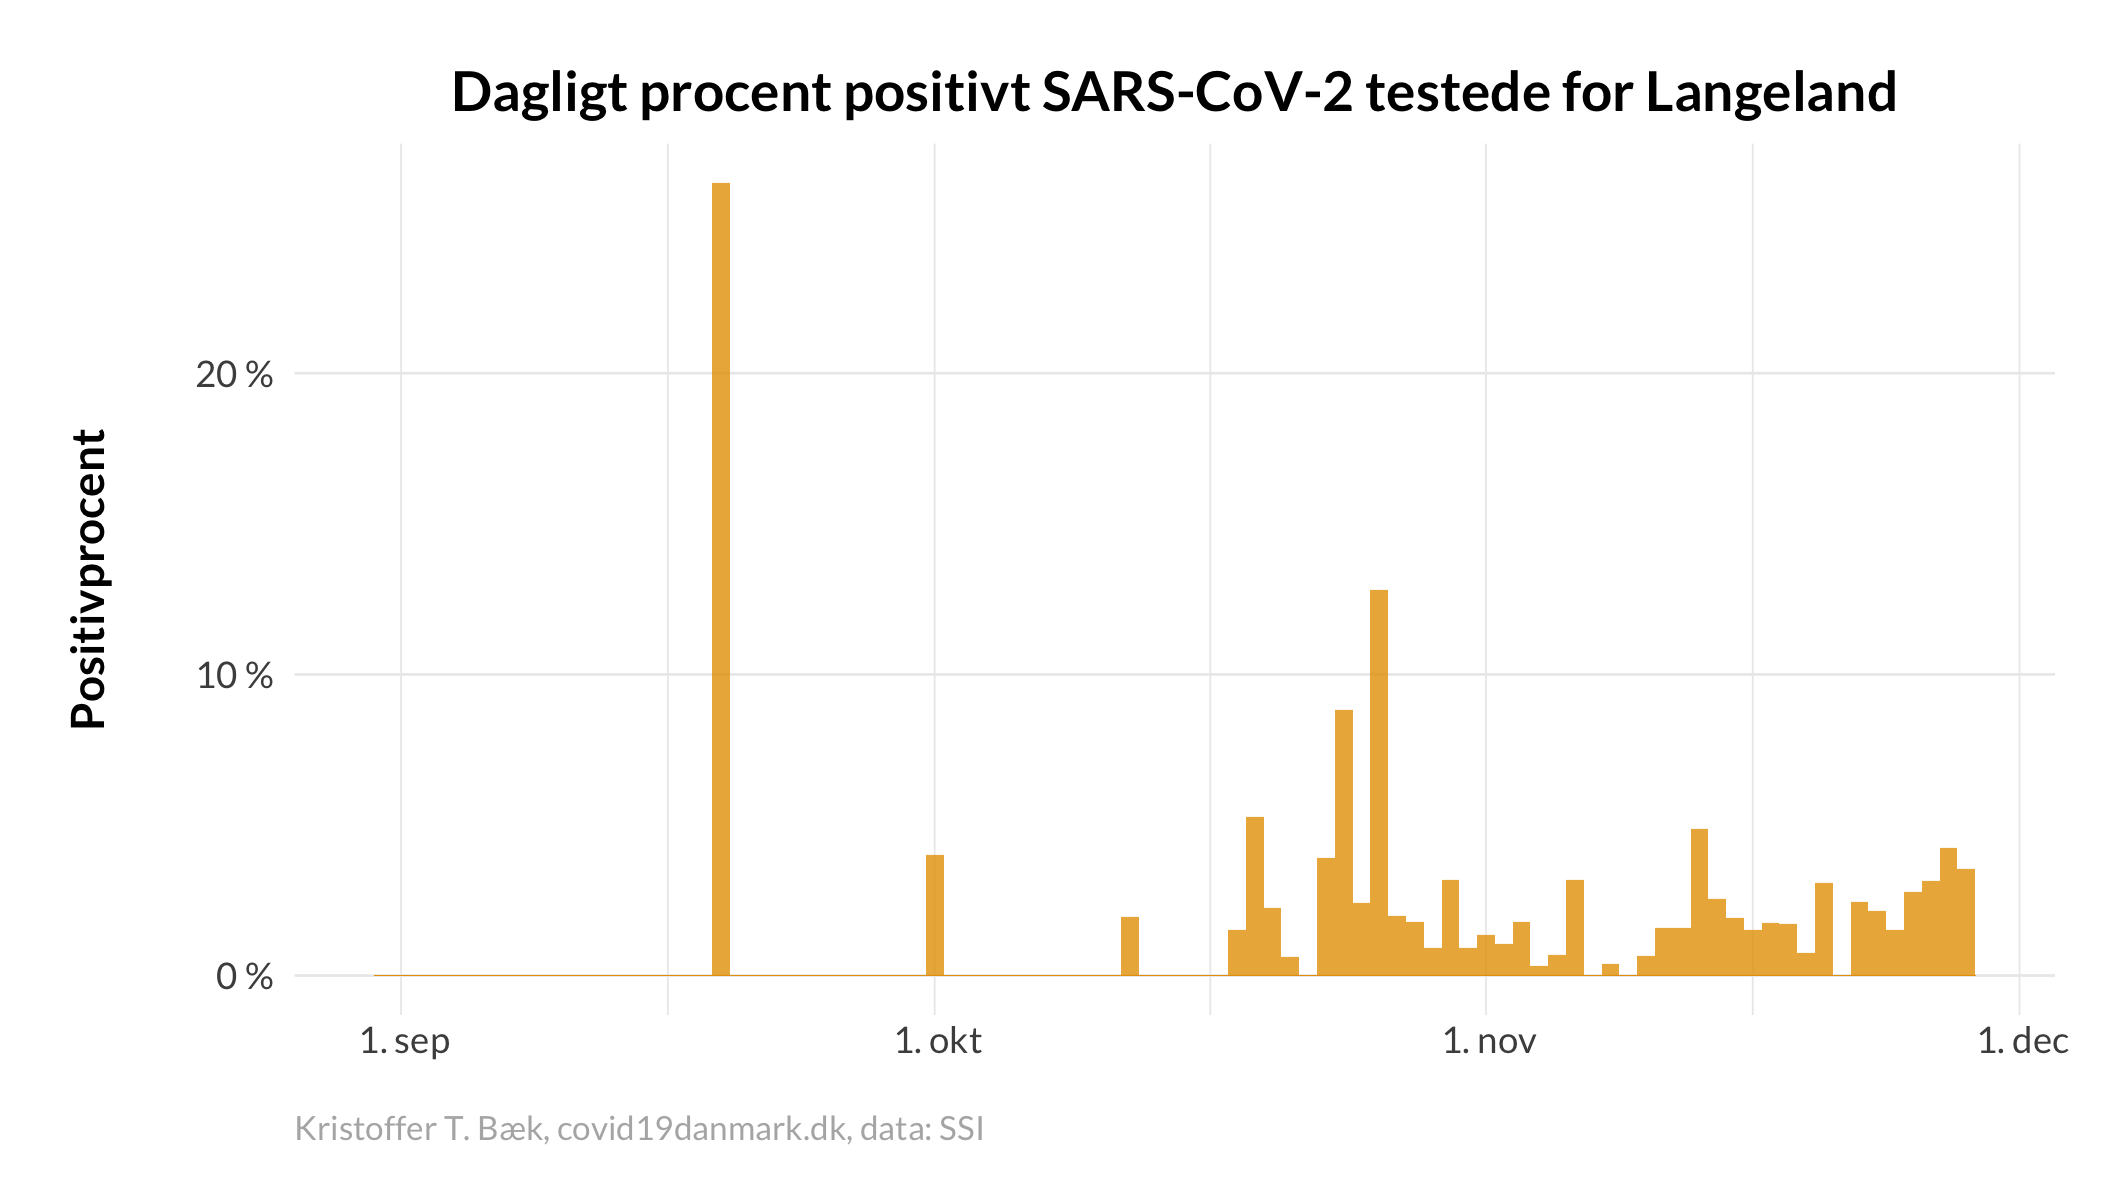 Dagligt procent positivt SARS-CoV-2 testede for Langeland
Positivprocent
20 %
10 %
0 %
1. sep
1. okt
1. nov
1. dec
Kristoffer T. Bæk, covid19danmark.dk, data: SSI